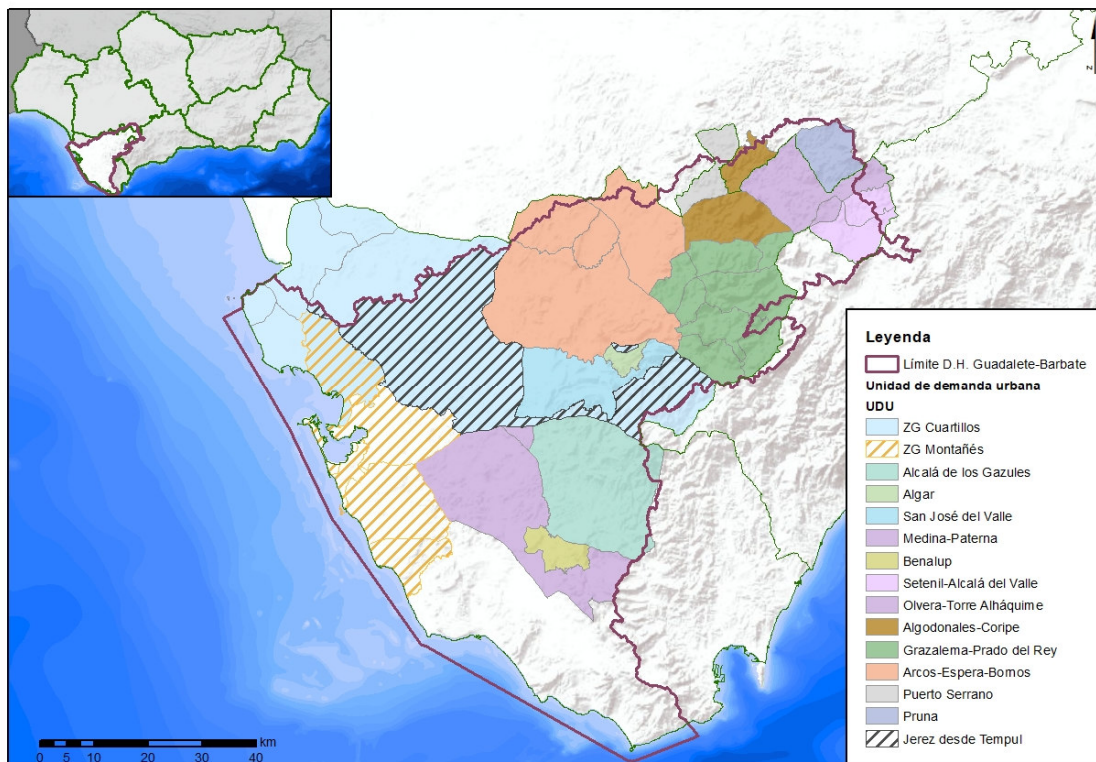 N
Leyenda
Límite D.H. Guadalete-Barbate
Unidad de demanda urbana
UDU
ZG Cuartillos
ZG Montañés
Alcalá de los Gazules
Algar
San José del Valle
Medina-Paterna
Benalup
Setenil-Alcalá del Valle
Olvera-Torre Alháquime
Algodonales-Coripe
Grazalema-Prado del Rey
Arcos-Espera-Bornos
Puerto Serrano
Pruna
Jerez desde Tempul
km
0 5 10 20 30 40